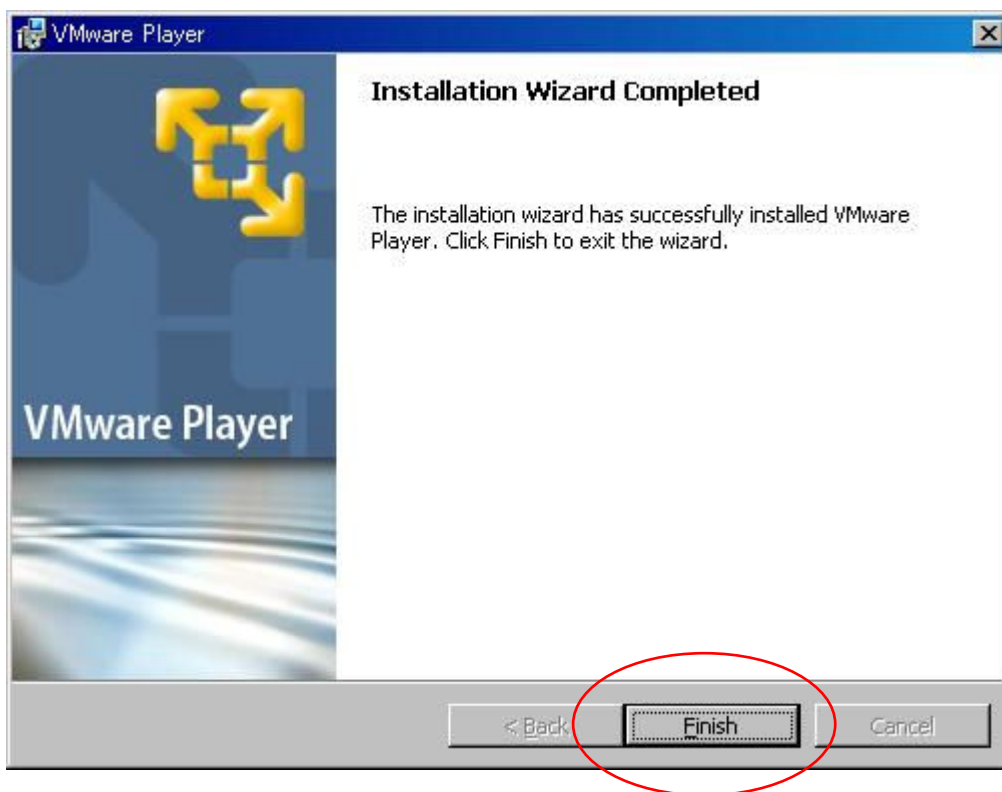 VMware Player
Installation Wizard Completed
The installation wizard has successfully installed VMware
Player. Click Finish to exit the wizard.
VMware Player
< Back
Finish
Cancel